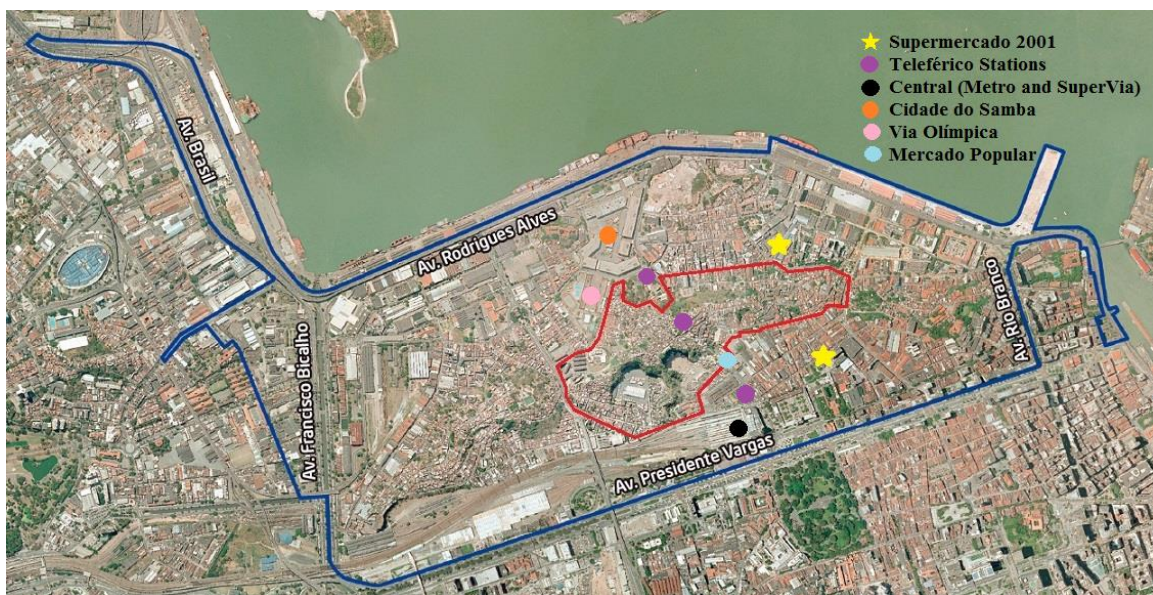 Supermercado 2001
Teleférico Stations
Central (Metro and SuperVia)
Cidade do Samba
Via Olímpica
Mercado Popular
Av. Brasil
Av. Rodrigues Alves
Av. Francisco Bicalho
Av. Presidente Vargas
Av. Rio Branco